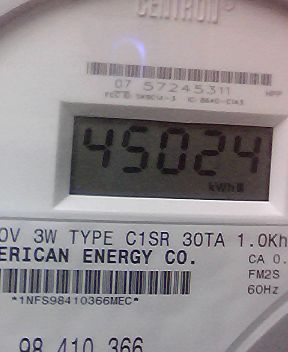 CENTRON®
07 57245311
45024
kWh
0V 3W TYPE C1SR 30TA 1.0Kh
ERICAN ENERGY CO.
CA 0.
FM2S
*1NFS98410366MEC*
60Hz
98 410 366